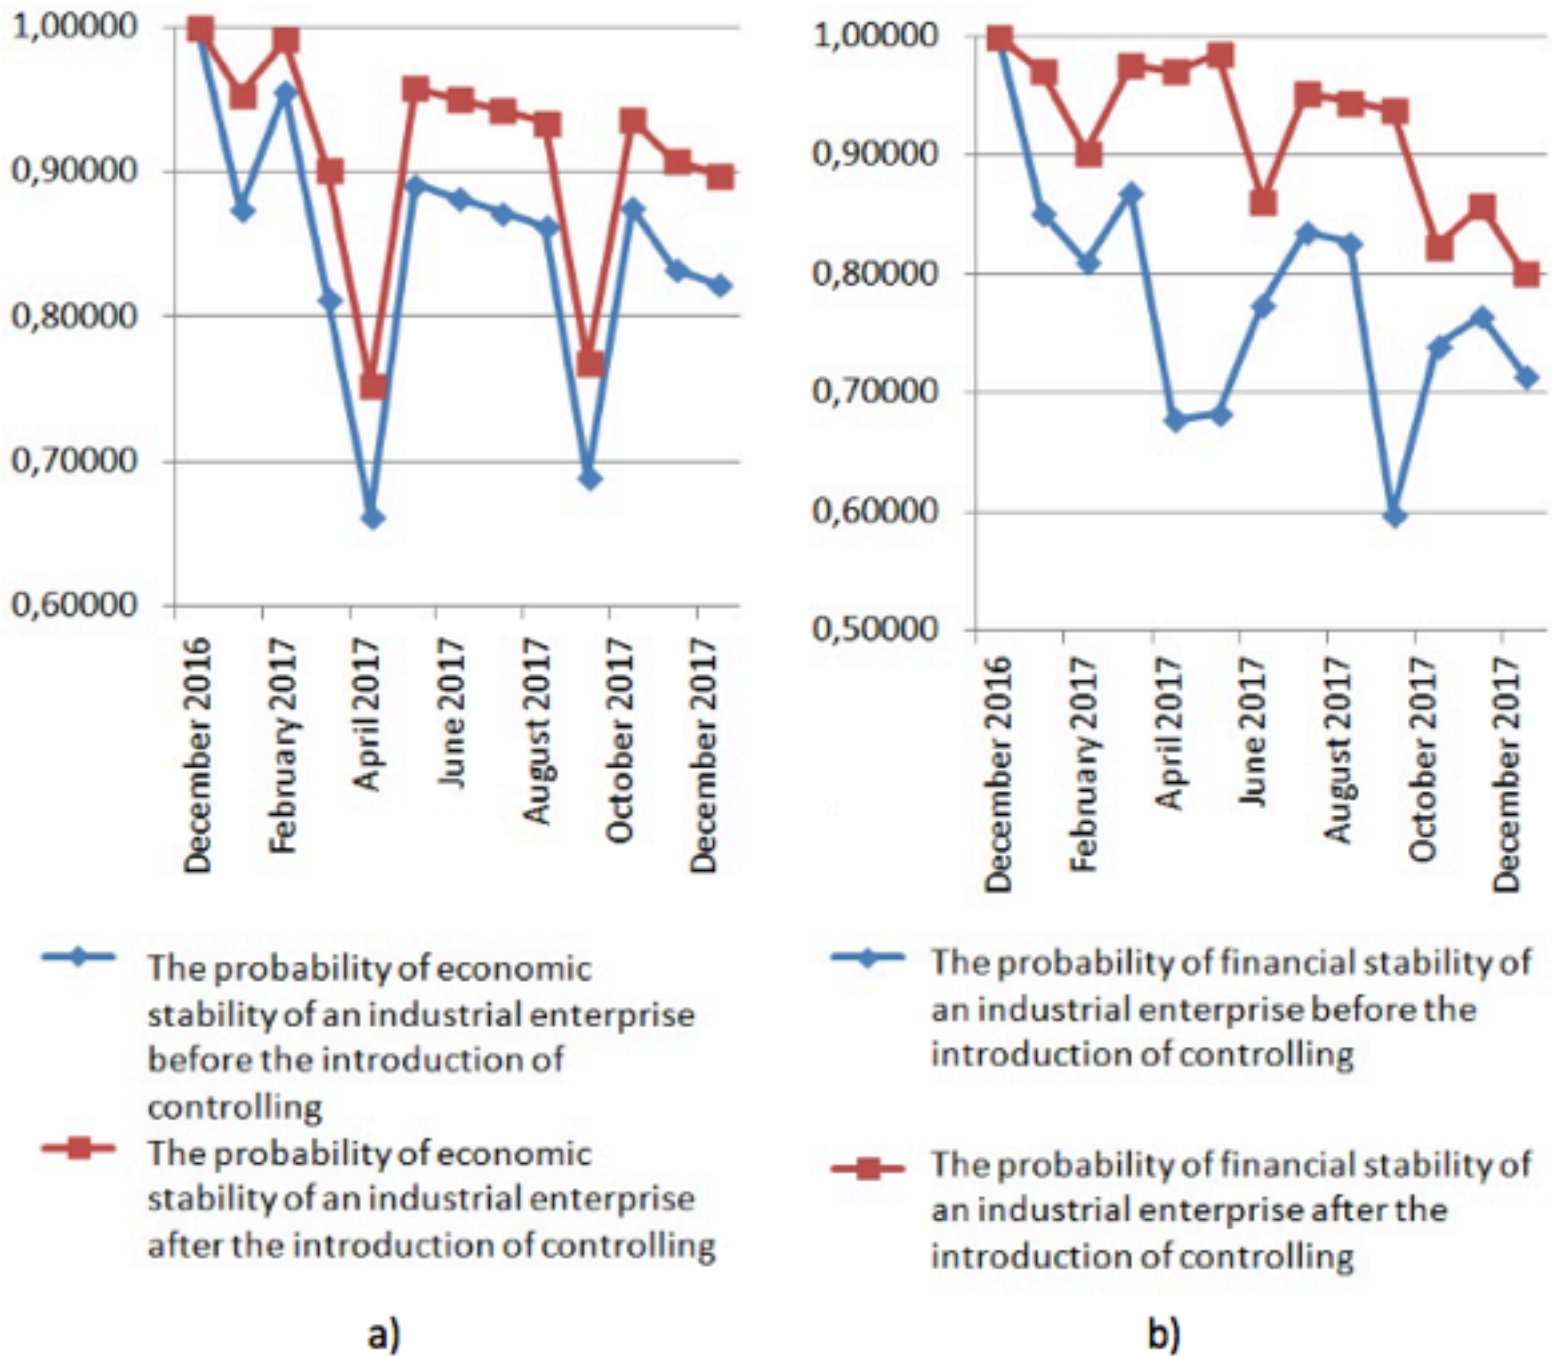 1,00000
0,90000
0,80000
0,70000
0,60000
December 2016
February 2017
April 2017
June 2017
August 2017
October 2017
December 2017
The probability of economic
stability of an industrial enterprise
before the introduction of
controlling
The probability of economic
stability of an industrial enterprise
after the introduction of controlling
a)
1,00000
0,90000
0,80000
0,70000
0,60000
0,50000
December 2016
February 2017
April 2017
June 2017
August 2017
October 2017
December 2017
The probability of financial stability of
an industrial enterprise before the
introduction of controlling
The probability of financial stability of
an industrial enterprise after the
introduction of controlling
b)